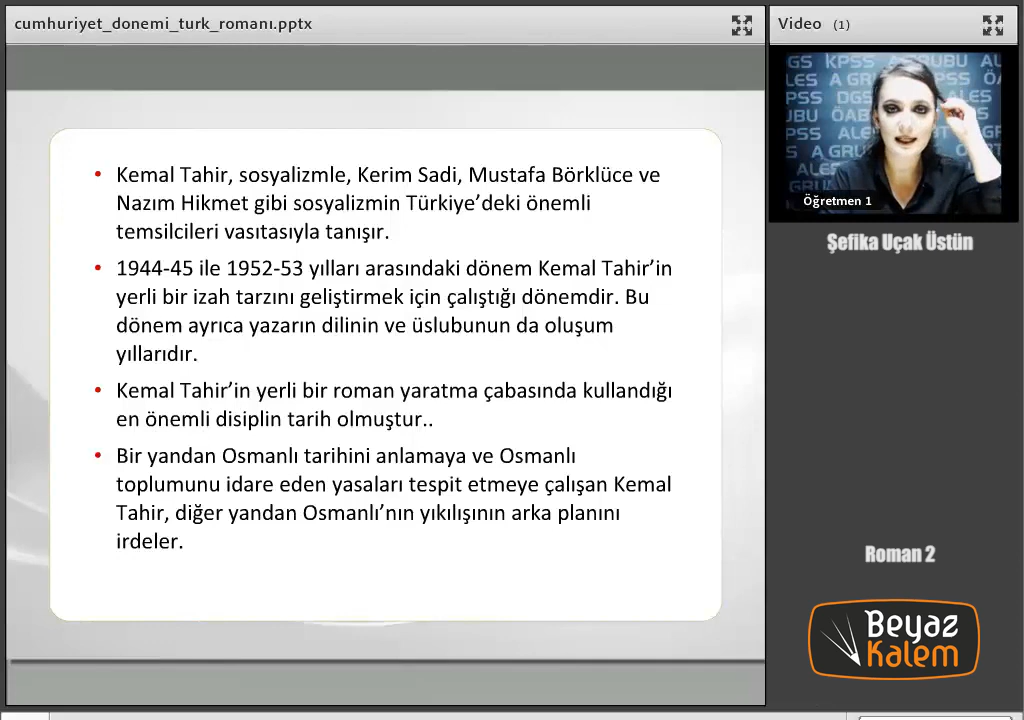 cumhuriyet_donemi_turk_romanı.pptx
Video (1)
Kemal Tahir, sosyalizmle, Kerim Sadi, Mustafa Börklüce ve
Nazım Hikmet gibi sosyalizmin Türkiye’deki önemli
temsilcileri vasıtasıyla tanışır.
1944-45 ile 1952-53 yılları arasındaki dönem Kemal Tahir’in
yerli bir izah tarzını geliştirmek için çalıştığı dönemdir. Bu
dönem ayrıca yazarın dilinin ve üslubunun da oluşum
yıllarıdır.
Kemal Tahir’in yerli bir roman yaratma çabasında kullandığı
en önemli disiplin tarih olmuştur..
Bir yandan Osmanlı tarihini anlamaya ve Osmanlı
toplumunu idare eden yasaları tespit etmeye çalışan Kemal
Tahir, diğer yandan Osmanlı’nın yıkılışının arka planını
irdeler.
GS KPSS
Öğretmen 1
Şefika Uçak Üstün
Roman 2
Beyaz
Kalem